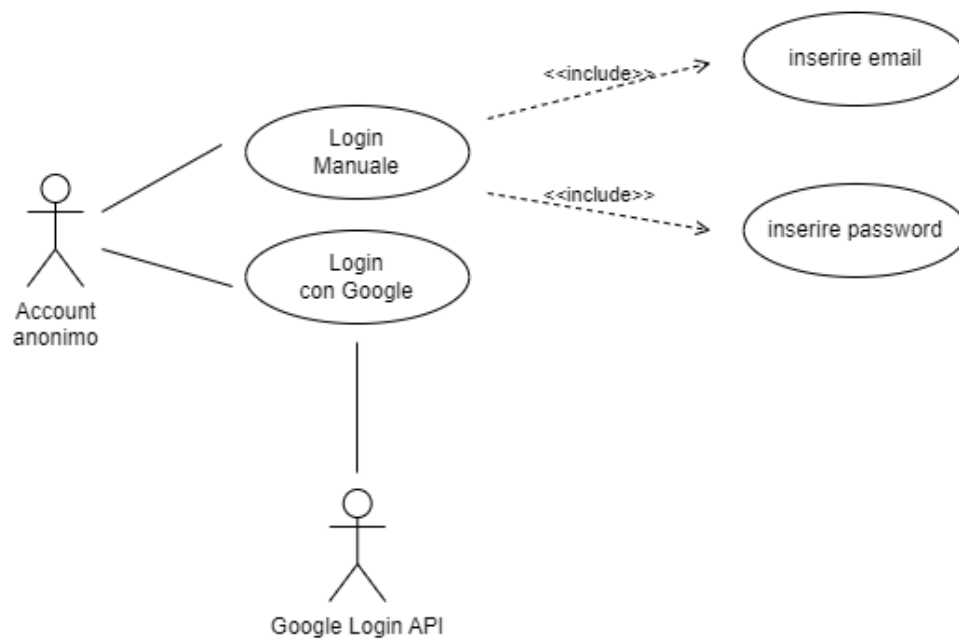 inserire email
<<include>>
Login
Manuale
<<include>>
inserire password
Login
con Google
Account
anonimo
Google Login API